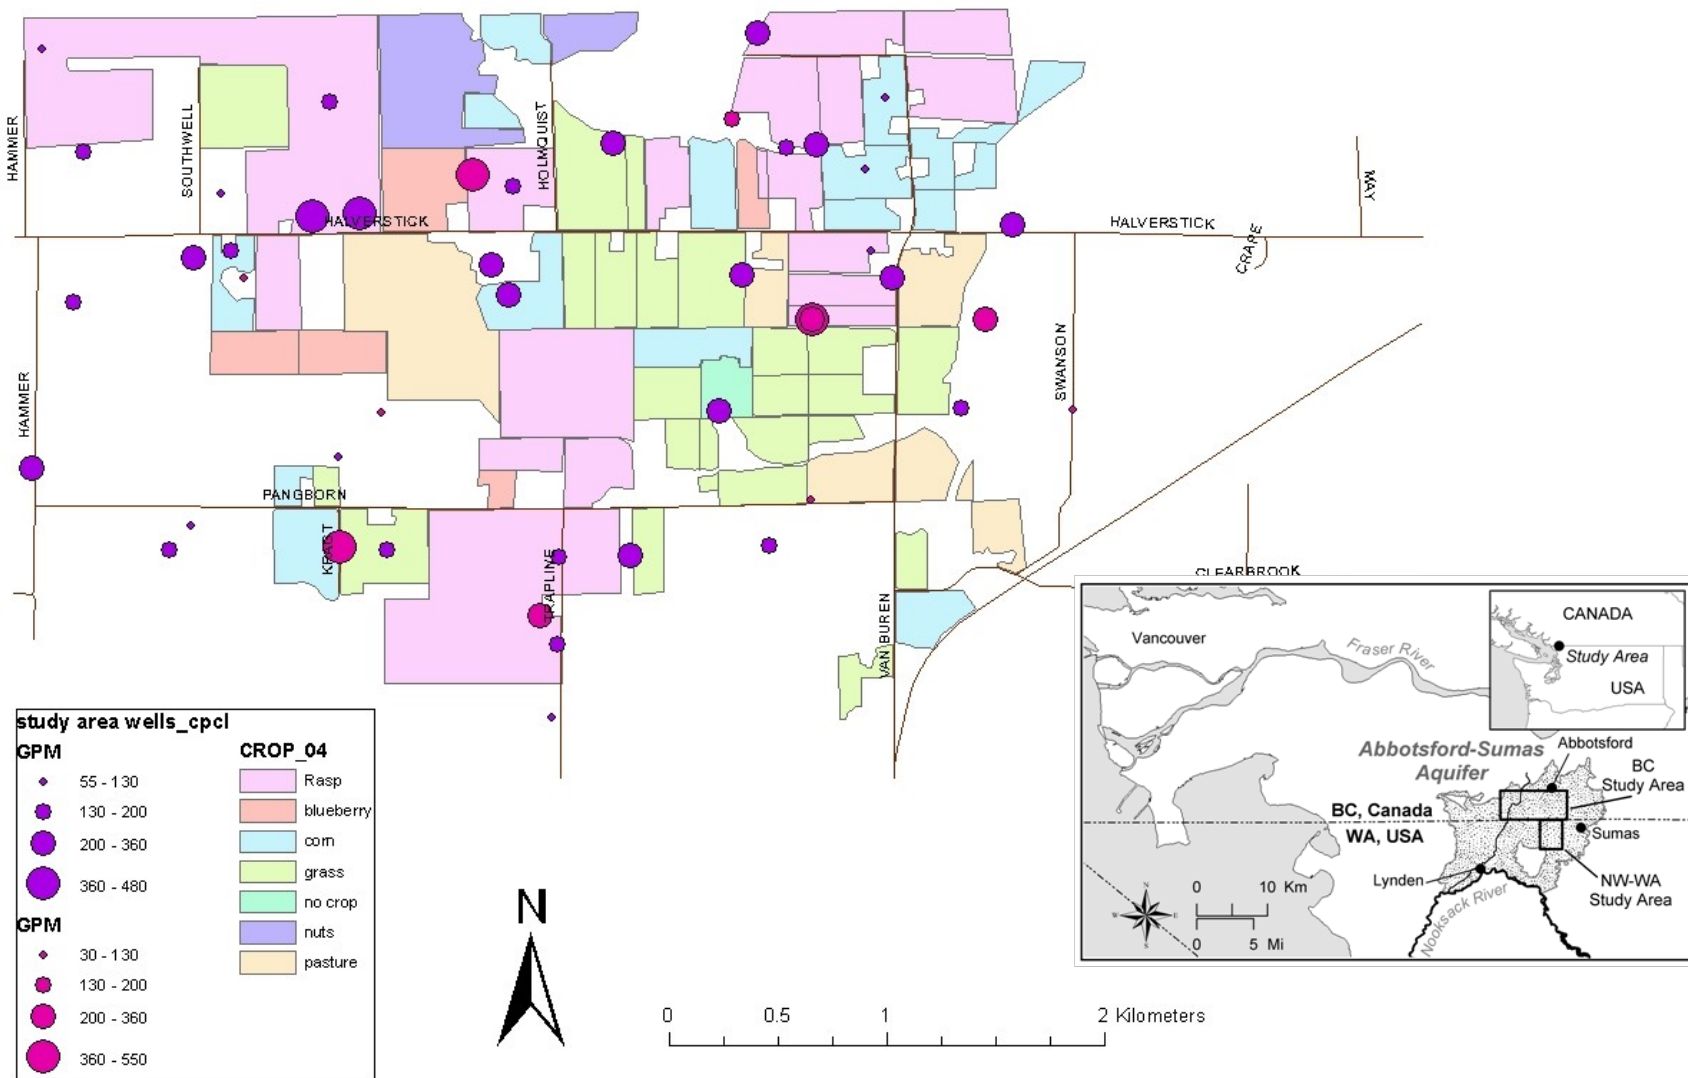 HAMMER
SOUTHWELL
HOLMQUIST
HALVERSTICK
HALVERSTICK
MAY
CRAPE
HAMMER
SWANSON
PANGBORN
TRAPLINE
VAN BUREN
CLEARBROOK
study area wells_cpcl
GPM
55 - 130
130 - 200
200 - 360
360 - 480
GPM
30 - 130
130 - 200
200 - 360
360 - 550
CROP_04
Rasp
blueberry
corn
grass
no crop
nuts
pasture
N
0 0.5 1 2 Kilometers
Vancouver
Fraser River
CANADA
Study Area
USA
Abbotsford-Sumas
Aquifer
Abbotsford
BC
Study Area
BC, Canada
WA, USA
Sumas
Lynden
NW-WA
Study Area
Nooksack River
N
W E
S
0 10 Km
0 5 Mi